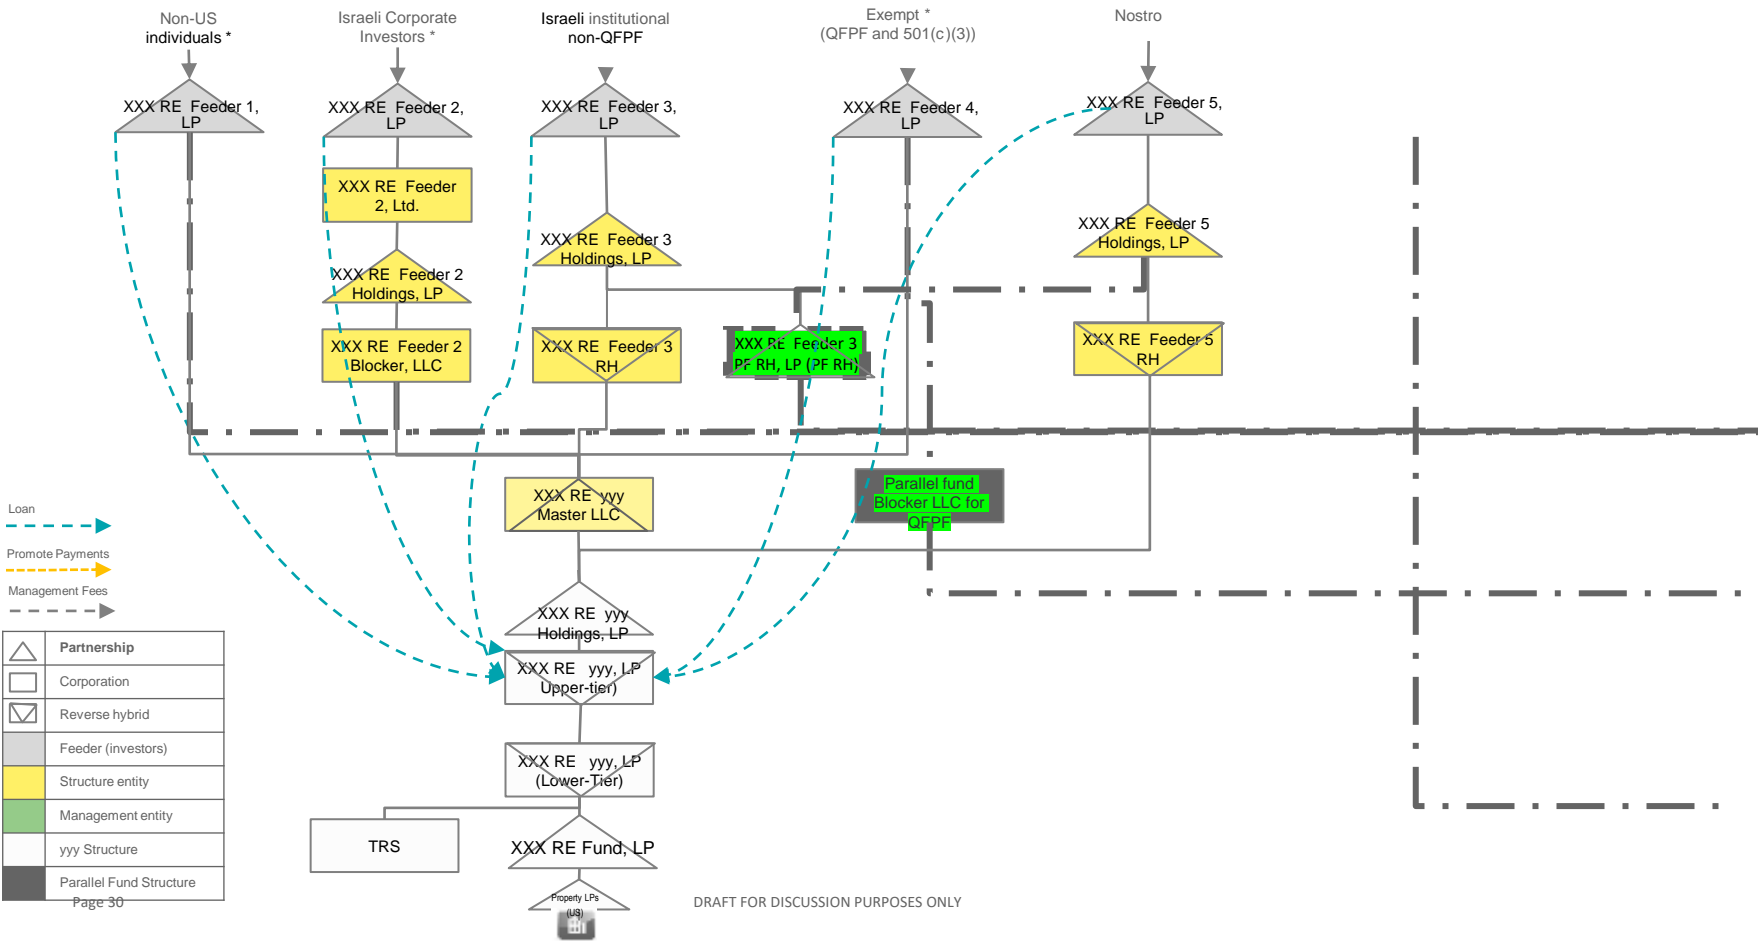 Non-US
individuals *
Israeli Corporate
Investors *
Israeli institutional
non-QFPF
Exempt *
(QFPF and 501(c)(3))
Nostro
XXX RE Feeder 1,
LP
XXX RE Feeder 2,
LP
XXX RE Feeder 3,
LP
XXX RE Feeder 4,
LP
XXX RE Feeder 5,
LP
XXX RE Feeder
2, Ltd.
XXX RE Feeder 2
Holdings, LP
XXX RE Feeder 3
Holdings, LP
XXX RE Feeder 5
Holdings, LP
XXX RE Feeder 2
Blocker, LLC
XXX RE Feeder 3
RH
XXX RE Feeder 3
PF RH, LP (PF RH)
XXX RE Feeder 5
RH
XXX RE yyy
Master LLC
Parallel fund
Blocker LLC for
QFPF
Loan
Promote Payments
Management Fees
XXX RE yyy
Holdings, LP
XXX RE yyy, LP
Upper-tier)
XXX RE yyy, LP
(Lower-Tier)
TRS
XXX RE Fund, LP
Property LPs
(US)
Partnership
Corporation
Reverse hybrid
Feeder (investors)
Structure entity
Management entity
yyy Structure
Parallel Fund Structure
Page 30
DRAFT FOR DISCUSSION PURPOSES ONLY